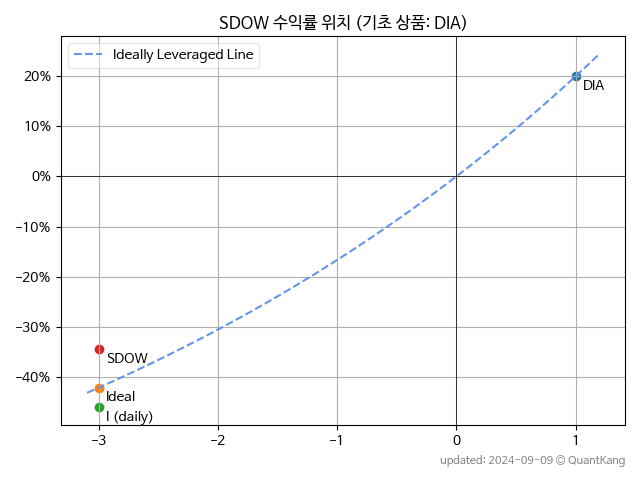 SDOW 수익률 위치 (기초 상품: DIA)
Ideally Leveraged Line
20%
10%
0%
−10%
−20%
−30%
−40%
DIA
SDOW
Ideal
I (daily)
−3
−2
−1
0
1
updated: 2024-09-09 © QuantKang